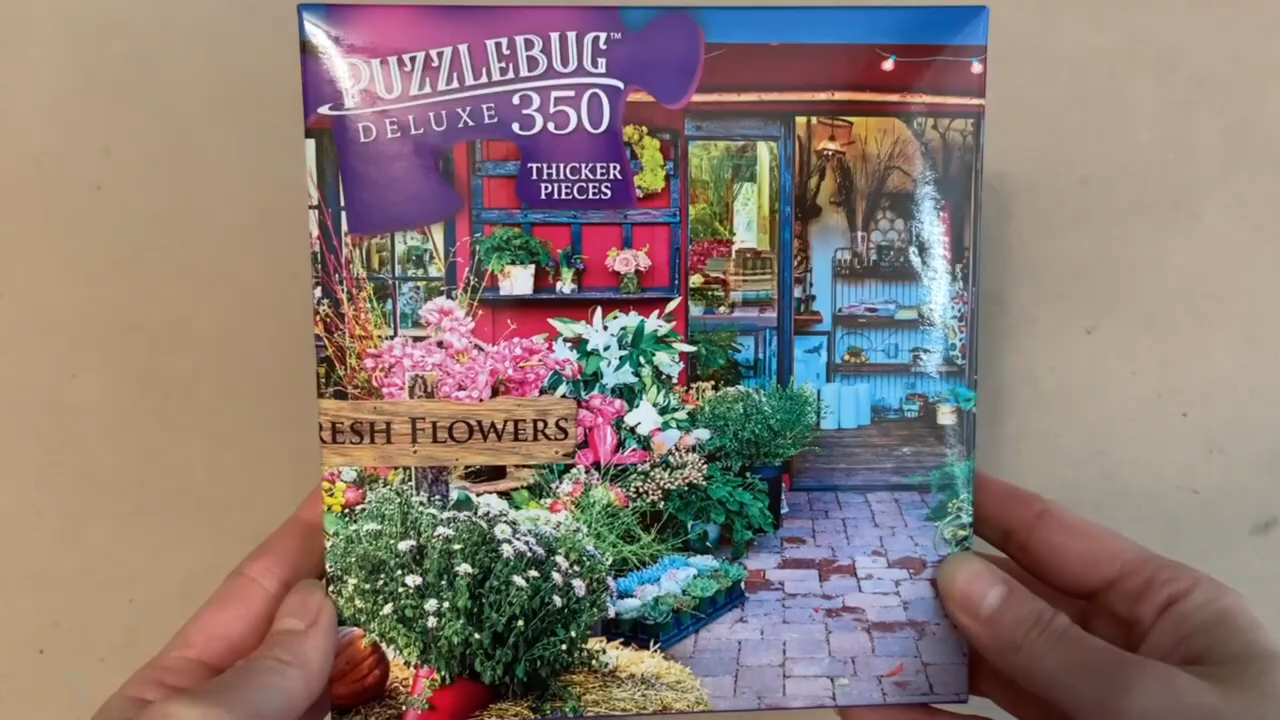 PUZZLEBUG™
DELUXE 350
THICKER
PIECES
RESH FLOWERS